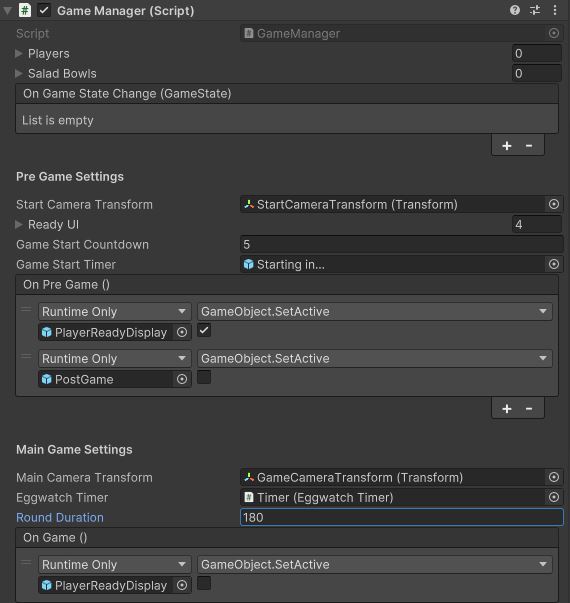 Game Manager (Script)
Script GameManager
Players 0
Salad Bowls 0
On Game State Change (GameState)
List is empty
+ -
Pre Game Settings
Start Camera Transform StartCameraTransform (Transform)
Ready UI 4
Game Start Countdown 5
Game Start Timer Starting in...
On Pre Game ()
Runtime Only GameObject.SetActive
PlayerReadyDisplay
Runtime Only GameObject.SetActive
PostGame
+ -
Main Game Settings
Main Camera Transform GameCameraTransform (Transform)
Eggwatch Timer Timer (Eggwatch Timer)
Round Duration 180
On Game ()
Runtime Only GameObject.SetActive
PlayerReadyDisplay